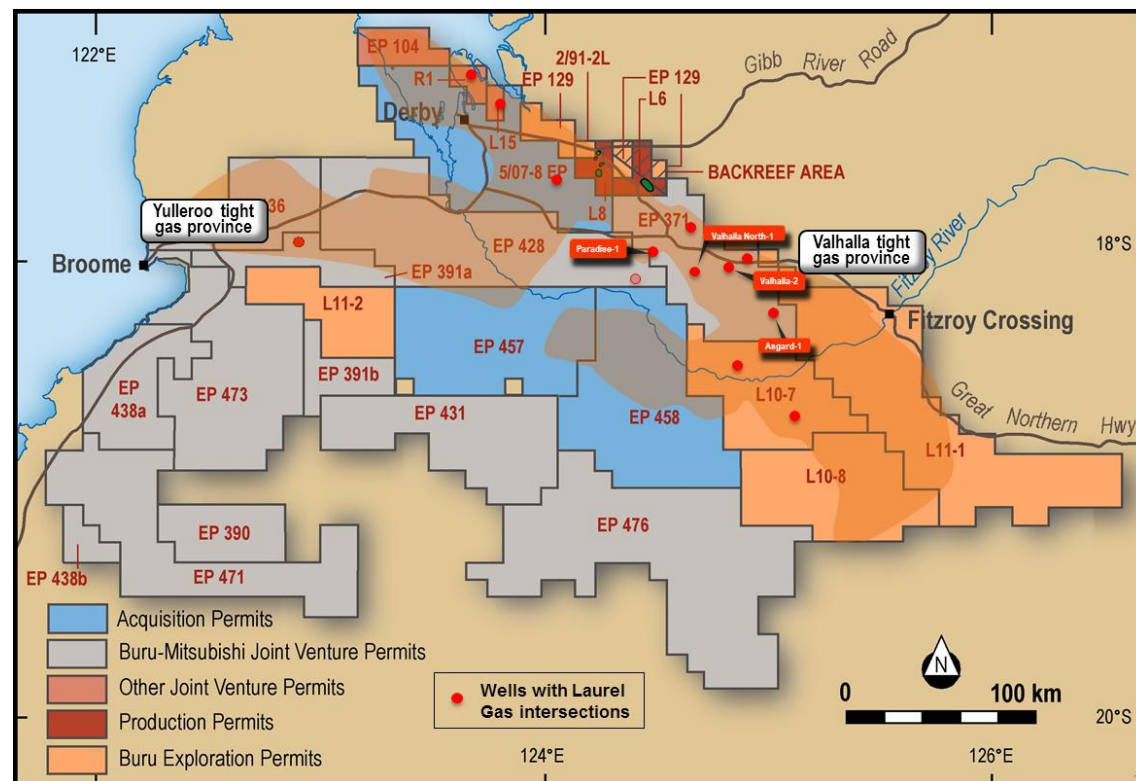 122°E
EP 104
R1
EP 129
2/91-2L
EP 129
L6
Gibb River Road
Derby
L15
5/07-8 EP
L8
BACKREEF AREA
EP 371
36
Yulleroo tight
gas province
Broome
EP 428
EP 391a
Paradise-1
Valhalla North-1
Valhalla tight
gas province
Valhalla-2
18°S
Fitzroy River
Fitzroy Crossing
Asgard-1
L11-2
EP 457
EP
438a
EP 473
EP 391b
EP 431
EP 458
L10-7
Great Northern Hwy
L11-1
L10-8
EP 390
EP 476
EP 438b
EP 471
Acquisition Permits
Buru-Mitsubishi Joint Venture Permits
Other Joint Venture Permits
Production Permits
Buru Exploration Permits
Wells with Laurel
Gas intersections
N
0 100 km
20°S
124°E
126°E